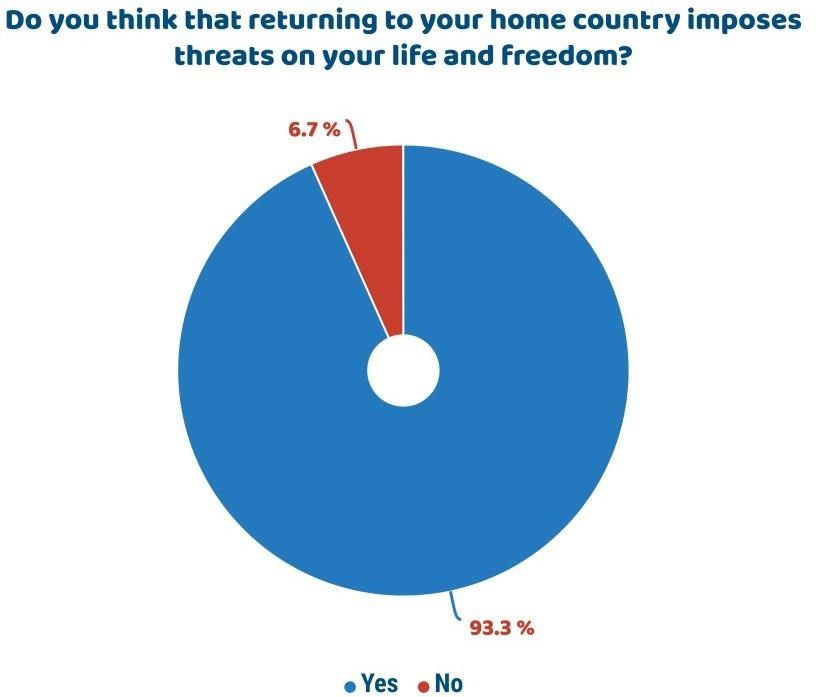 Do you think that returning to your home country imposes
threats on your life and freedom?
6.7 %
93.3 %
Yes No